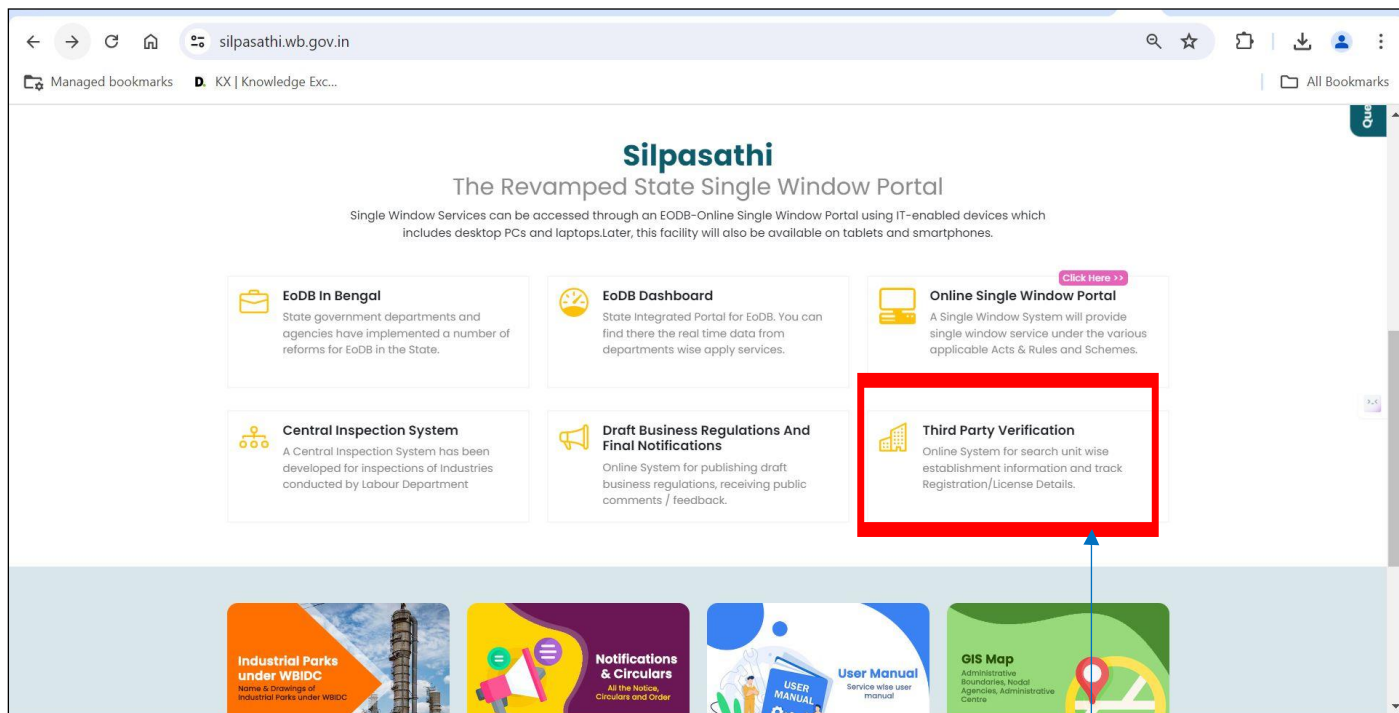 silpasathi.wb.gov.in
Managed bookmarks
D. KX | Knowledge Exc...
All Bookmarks
Que
Silpasathi
The Revamped State Single Window Portal
Single Window Services can be accessed through an EODB-Online Single Window Portal using IT-enabled devices which
includes desktop PCs and laptops.Later, this facility will also be available on tablets and smartphones.
EoDB In Bengal
State government departments and
agencies have implemented a number of
reforms for EoDB in the State.
EoDB Dashboard
State Integrated Portal for EoDB. You can
find there the real time data from
departments wise apply services.
Click Here >>
Online Single Window Portal
A Single Window System will provide
single window service under the various
applicable Acts & Rules and Schemes.
Central Inspection System
A Central Inspection System has been
developed for inspections of Industries
conducted by Labour Department
Draft Business Regulations And
Final Notifications
Online System for publishing draft
business regulations, receiving public
comments / feedback.
Third Party Verification
Online System for search unit wise
establishment information and track
Registration/License Details.
Industrial Parks
under WBIDC
Name & Drawings of
Industrial Parks under WBIDC
Notifications
& Circulars
All the Notice,
Circulars and Order
USER
MANUAL
User Manual
Service wise user
manual
GIS Map
Administrative
Boundaries, Nodal
Agencies, Administrative
Centre